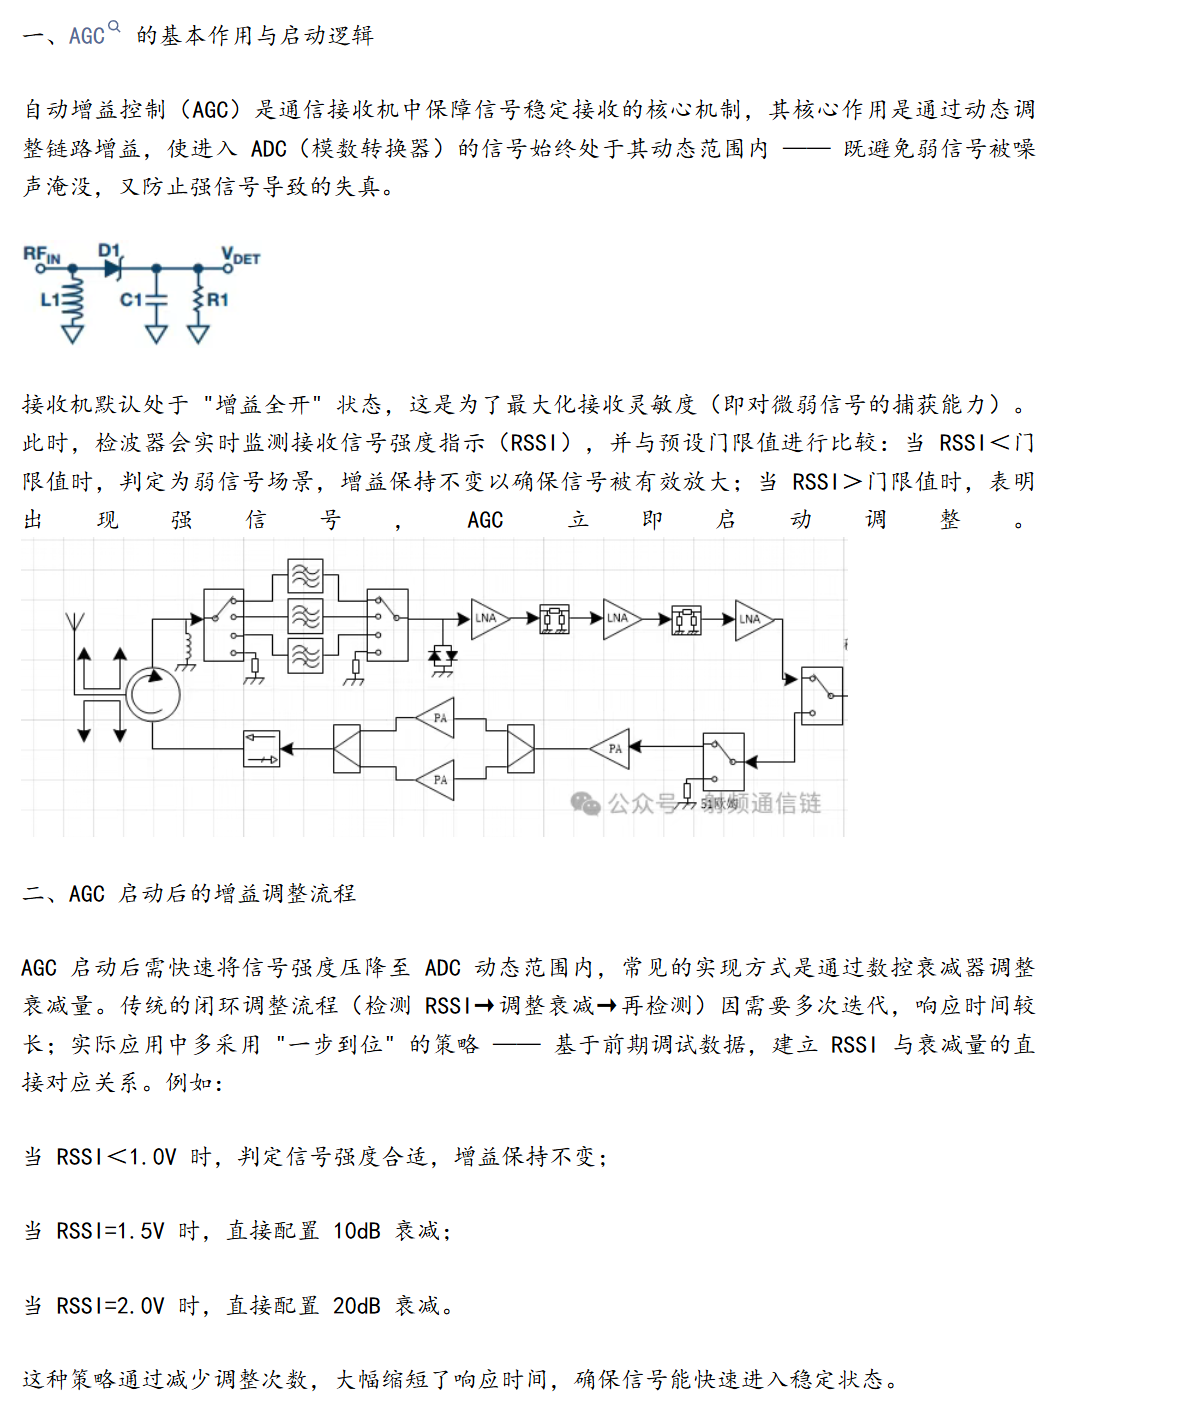 一、AGC 的基本作用与启动逻辑
自动增益控制（AGC）是通信接收机中保障信号稳定接收的核心机制，其核心作用是通过动态调
整链路增益，使进入 ADC（模数转换器）的信号始终处于其动态范围内 —— 既避免弱信号被噪
声淹没，又防止强信号导致的失真。
RFIN D1 VDET
L1 C1 R1
接收机默认处于 "增益全开" 状态，这是为了最大化接收灵敏度（即对微弱信号的捕获能力）。
此时，检波器会实时监测接收信号强度指示（RSSI），并与预设门限值进行比较：当 RSSI＜门
限值时，判定为弱信号场景，增益保持不变以确保信号被有效放大；当 RSSI＞门限值时，表明
出现强信号，AGC 立即启动调整。
LNA LNA LNA
PA
PA
PA
公众号 射频通信链
二、AGC 启动后的增益调整流程
AGC 启动后需快速将信号强度压降至 ADC 动态范围内，常见的实现方式是通过数控衰减器调整
衰减量。传统的闭环调整流程（检测 RSSI→调整衰减→再检测）因需要多次迭代，响应时间较
长；实际应用中多采用 "一步到位" 的策略 —— 基于前期调试数据，建立 RSSI 与衰减量的直
接对应关系。例如：
当 RSSI＜1.0V 时，判定信号强度合适，增益保持不变；
当 RSSI=1.5V 时，直接配置 10dB 衰减；
当 RSSI=2.0V 时，直接配置 20dB 衰减。
这种策略通过减少调整次数，大幅缩短了响应时间，确保信号能快速进入稳定状态。